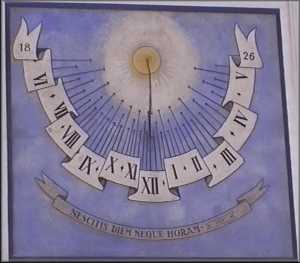 18 26
VI VII VIII IX X XI XII I II III IV V
NESCITIS DIEM NEQUE HORAM